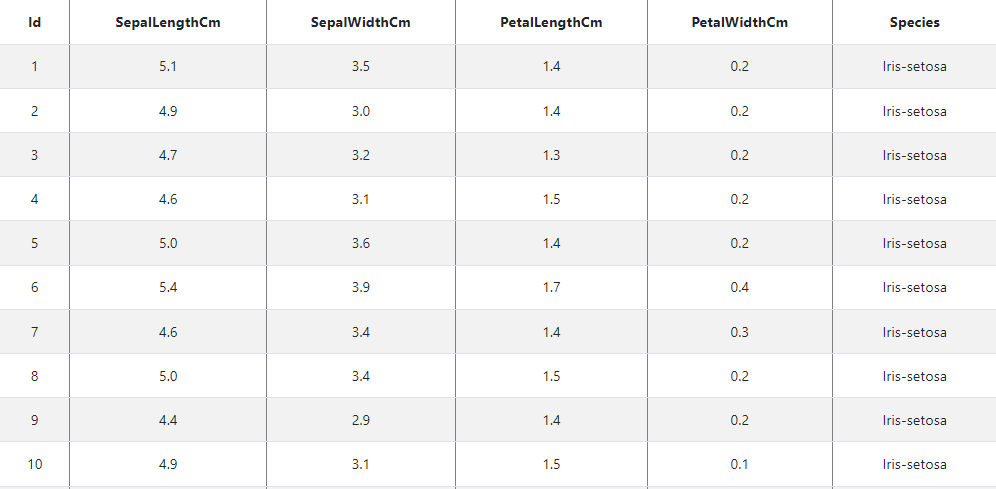 Id SepalLengthCm SepalWidthCm PetalLengthCm PetalWidthCm Species
1 5.1 3.5 1.4 0.2 Iris-setosa
2 4.9 3.0 1.4 0.2 Iris-setosa
3 4.7 3.2 1.3 0.2 Iris-setosa
4 4.6 3.1 1.5 0.2 Iris-setosa
5 5.0 3.6 1.4 0.2 Iris-setosa
6 5.4 3.9 1.7 0.4 Iris-setosa
7 4.6 3.4 1.4 0.3 Iris-setosa
8 5.0 3.4 1.5 0.2 Iris-setosa
9 4.4 2.9 1.4 0.2 Iris-setosa
10 4.9 3.1 1.5 0.1 Iris-setosa